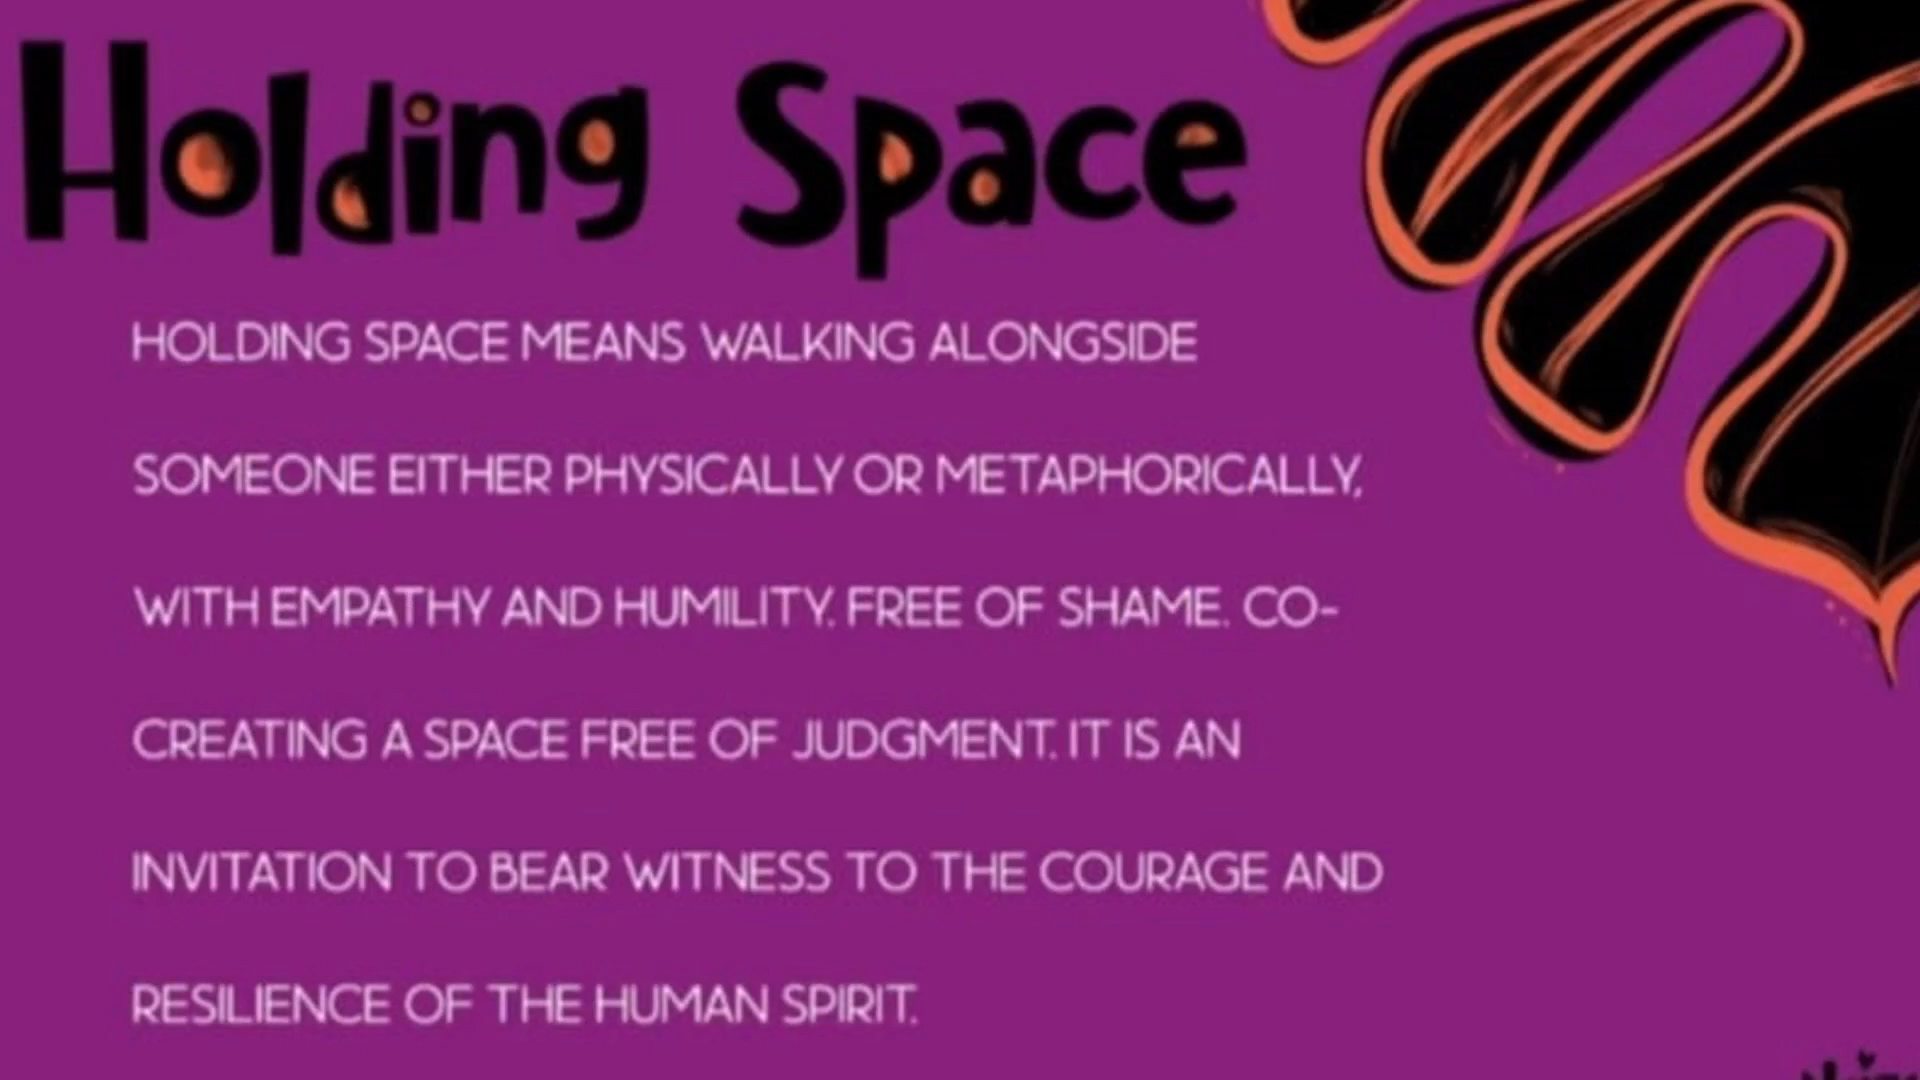 Holding Space
HOLDING SPACE MEANS WALKING ALONGSIDE
SOMEONE EITHER PHYSICALLY OR METAPHORICALLY,
WITH EMPATHY AND HUMILITY. FREE OF SHAME. CO-
CREATING A SPACE FREE OF JUDGMENT. IT IS AN
INVITATION TO BEAR WITNESS TO THE COURAGE AND
RESILIENCE OF THE HUMAN SPIRIT.